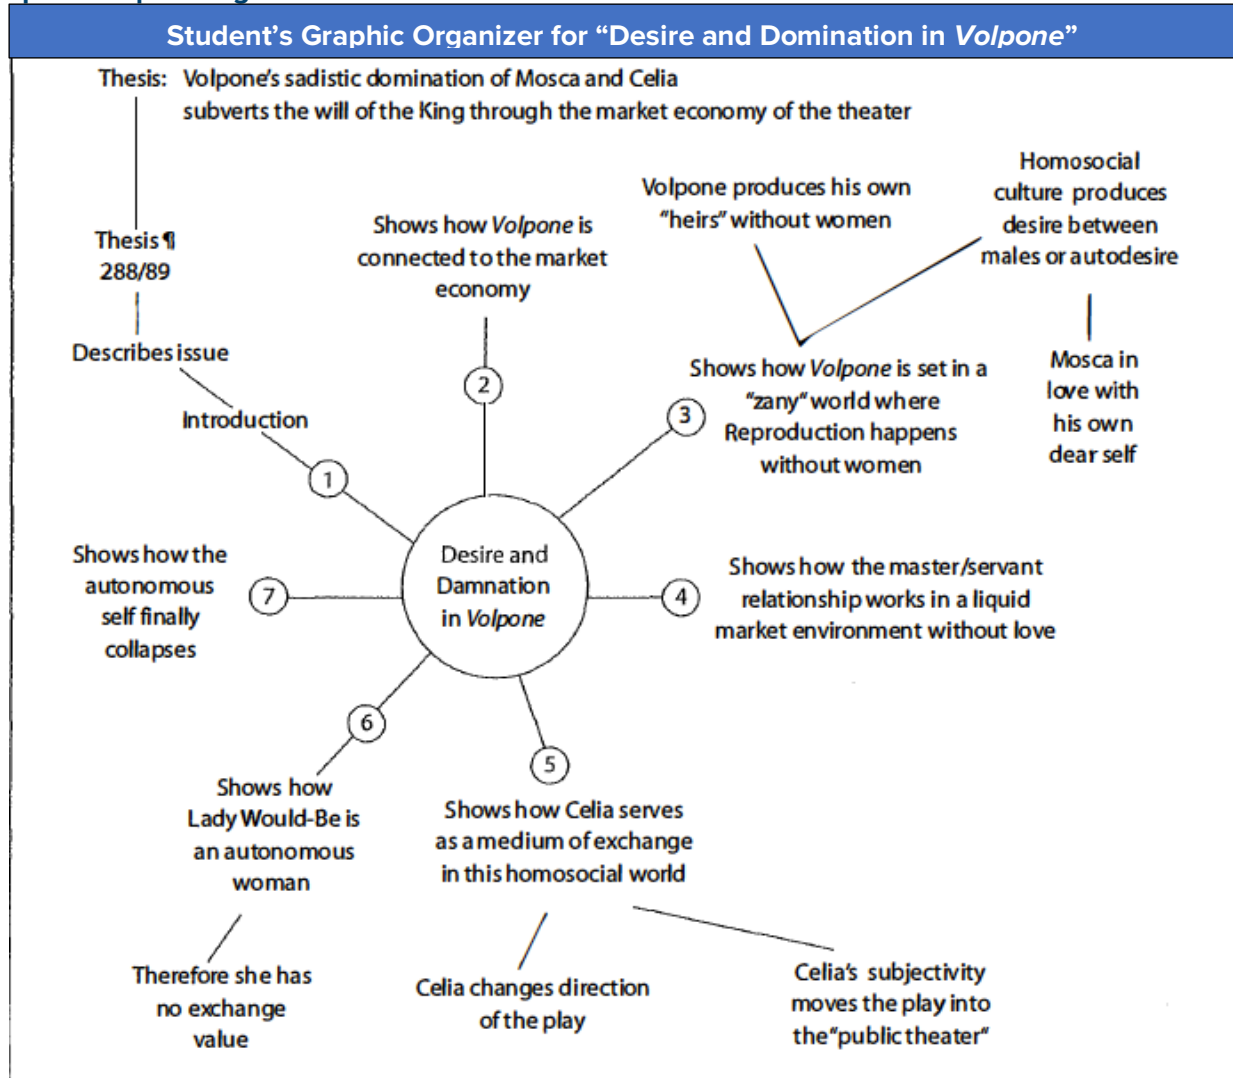 Student's Graphic Organizer for “Desire and Domination in Volpone”
Thesis: Volpone's sadistic domination of Mosca and Celia
subverts the will of the King through the market economy of the theater
Thesis ¶
288/89
Describes issue
Introduction
1
Shows how Volpone is
connected to the market
economy
2
Volpone produces his own
“heirs” without women
Homosocial
culture produces
desire between
males or autodesire
Mosca in
love with
his own
dear self
Shows how Volpone is set in a
“zany“ world where
Reproduction happens
without women
3
Desire and
Damnation
in Volpone
4
Shows how the master/servant
relationship works in a liquid
market environment without love
5
Shows how Celia serves
as a medium of exchange
in this homosocial world
Celia changes direction
of the play
Celia's subjectivity
moves the play into
the“public theater“
6
Shows how
Lady Would-Be is
an autonomous
woman
Therefore she has
no exchange
value
7
Shows how the
autonomous
self finally
collapses